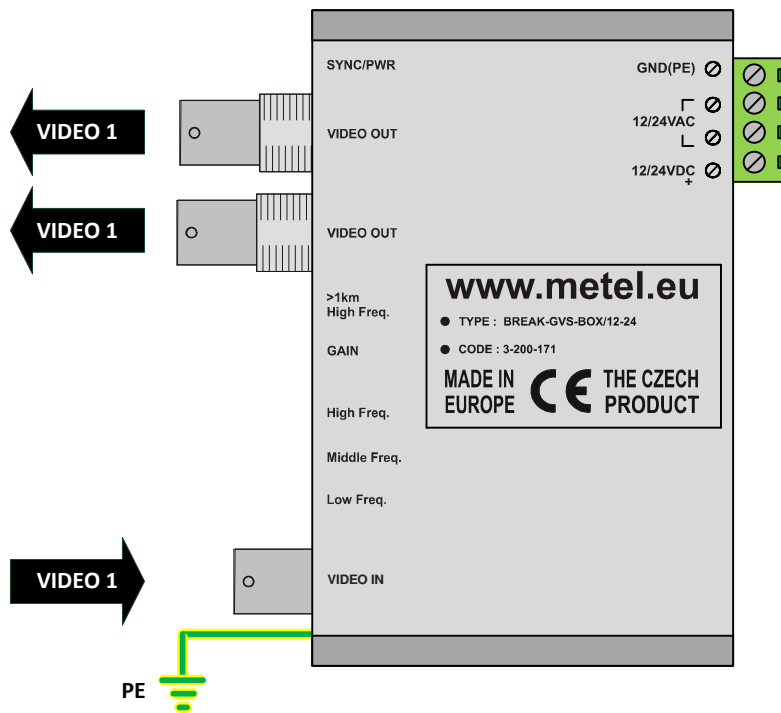 SYNC/PWR
GND(PE)
VIDEO 1
VIDEO OUT
12/24VAC
12/24VDC
+
VIDEO 1
VIDEO OUT
>1km
High Freq.
GAIN
High Freq.
Middle Freq.
Low Freq.
www.metel.eu
TYPE : BREAK-GVS-BOX/12-24
CODE : 3-200-171
MADE IN
EUROPE
CE
THE CZECH
PRODUCT
VIDEO 1
VIDEO IN
PE